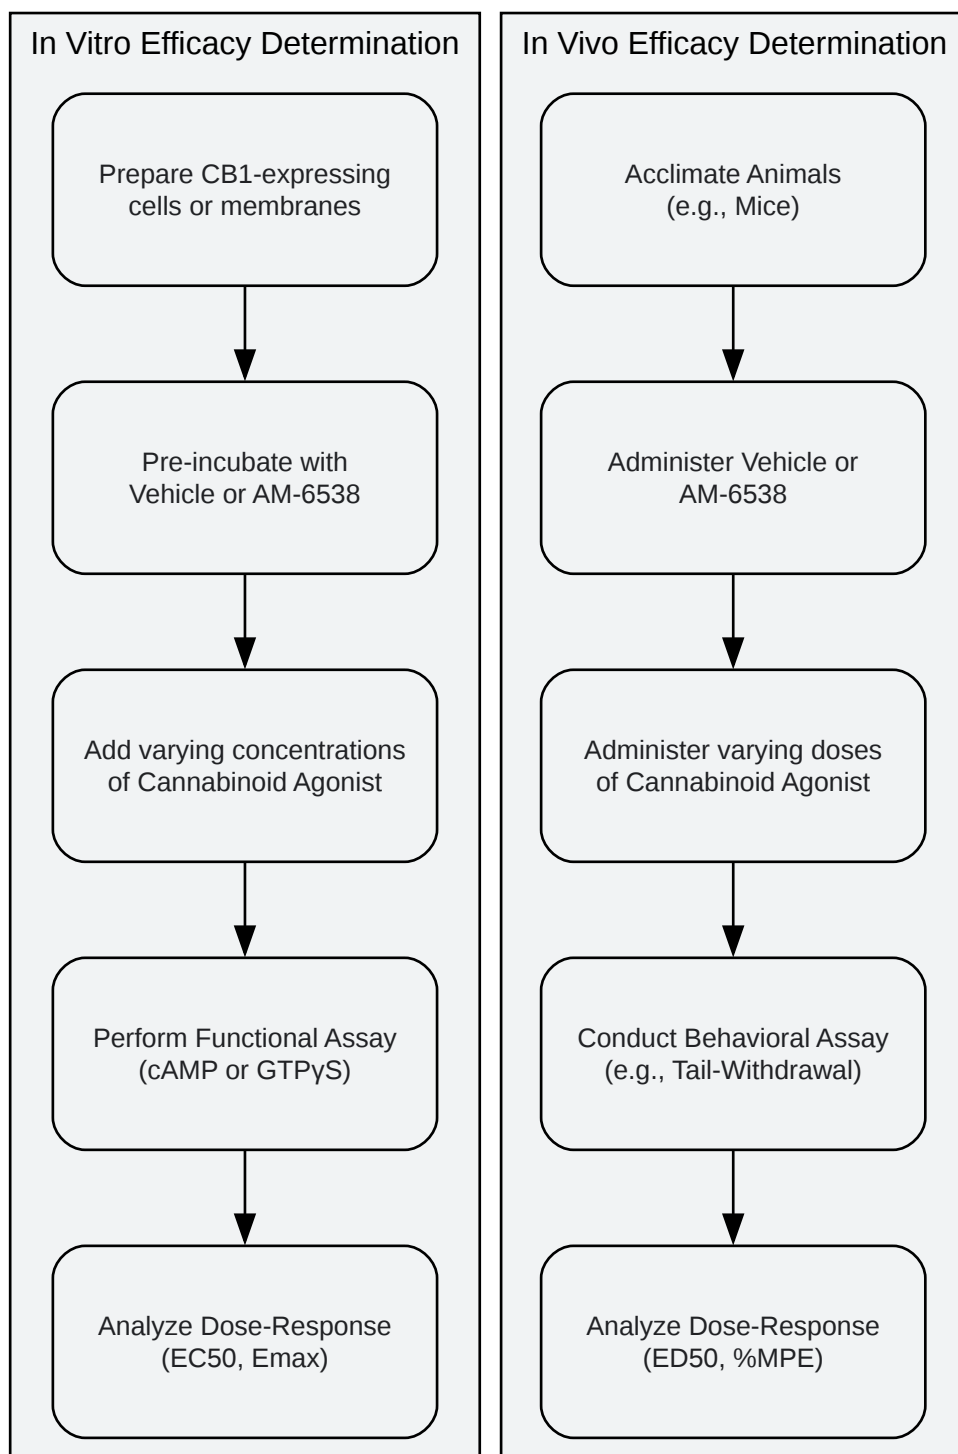 In Vitro Efficacy Determination
Prepare CB1-expressing
cells or membranes
Pre-incubate with
Vehicle or AM-6538
Add varying concentrations
of Cannabinoid Agonist
Perform Functional Assay
(cAMP or GTPγS)
Analyze Dose-Response
(EC50, Emax)
In Vivo Efficacy Determination
Acclimate Animals
(e.g., Mice)
Administer Vehicle or
AM-6538
Administer varying doses
of Cannabinoid Agonist
Conduct Behavioral Assay
(e.g., Tail-Withdrawal)
Analyze Dose-Response
(ED50, %MPE)